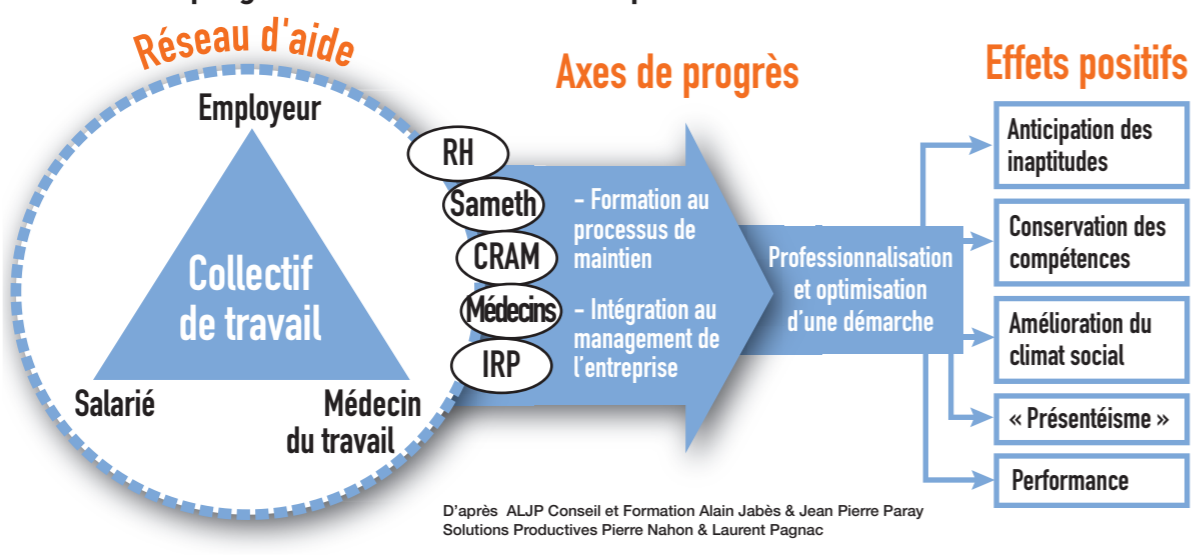 Réseau d'aide
Employeur
Collectif
de travail
Salarié
Médecin
du travail
RH
Sameth
CRAM
Médecins
IRP
Axes de progrès
- Formation au
processus de
maintien
- Intégration au
management de
l'entreprise
Professionnalisation
et optimisation
d'une démarche
Effets positifs
Anticipation des
inaptitudes
Conservation des
compétences
Amélioration du
climat social
« Présentéisme »
Performance
D'après ALJP Conseil et Formation Alain Jabès & Jean Pierre Paray
Solutions Productives Pierre Nahon & Laurent Pagnac